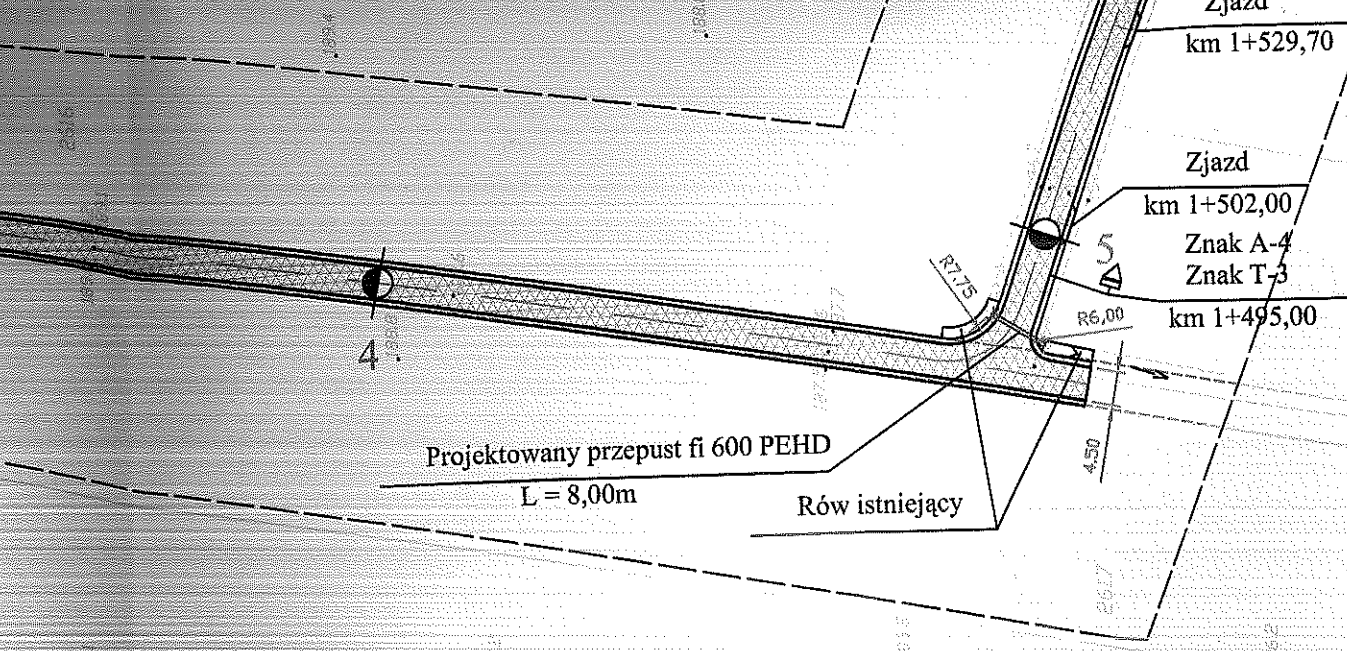 Zjazd
km 1+529,70
Zjazd
km 1+502,00
Znak A-4
Znak T-3
km 1+495,00
5
R7.75
R6,00
4
4.50
Projektowany przepust fi 600 PEHD
L = 8,00m
Rów istniejący